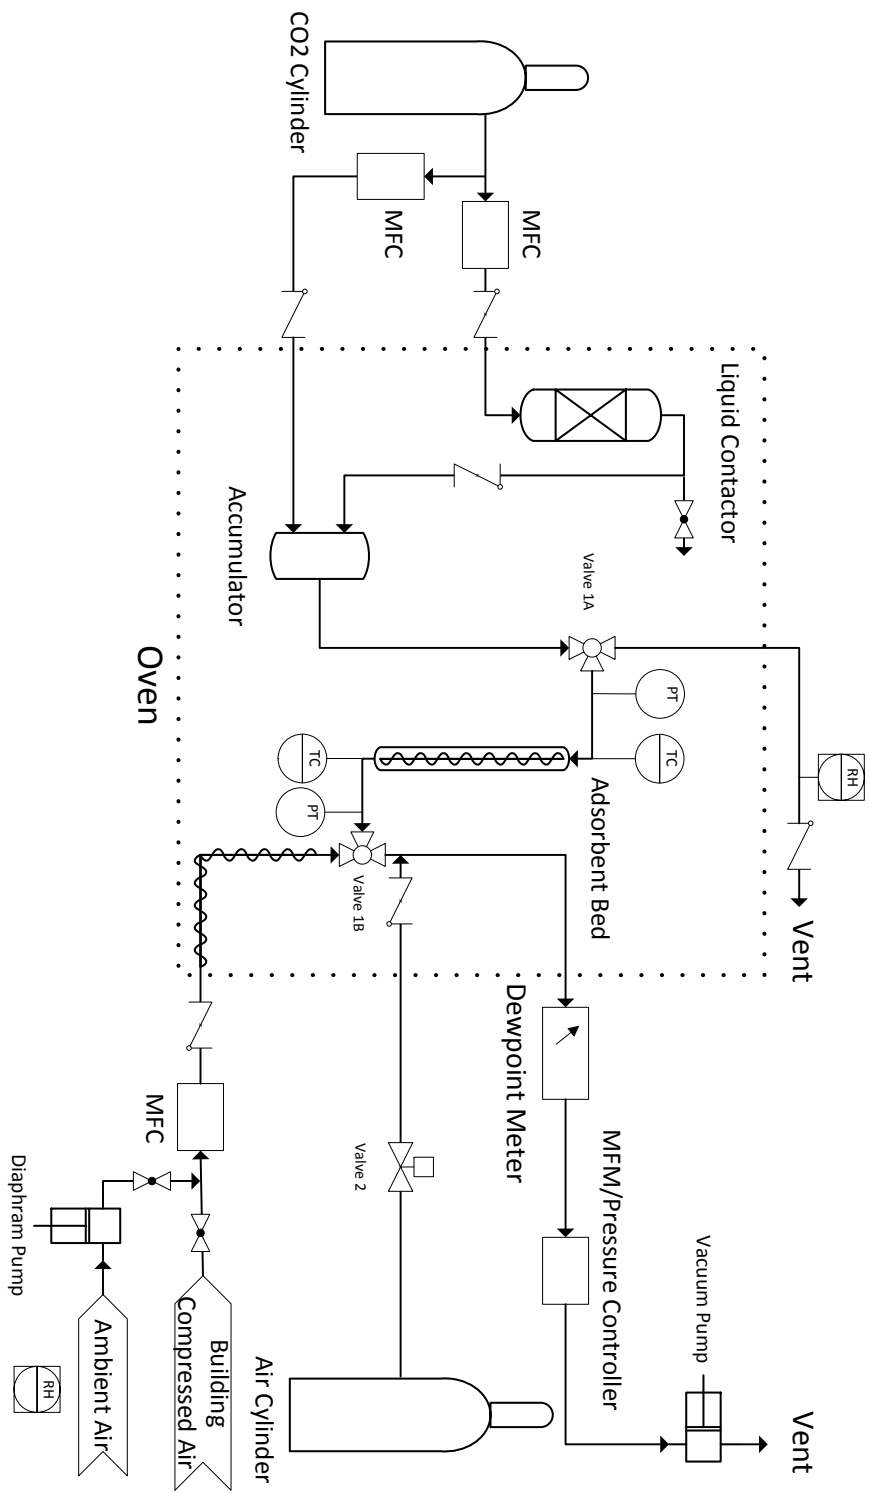 CO2 Cylinder
MFC
MFC
Liquid Contactor
Accumulator
Valve 1A
Oven
PT
TC
TC
PT
RH
Adsorbent Bed
Valve 1B
Vent
Dewpoint Meter
MFC
Valve 2
MFM/Pressure Controller
Diaphram Pump
Vacuum Pump
Building
Compressed Air
Ambient Air
RH
Air Cylinder
Vent